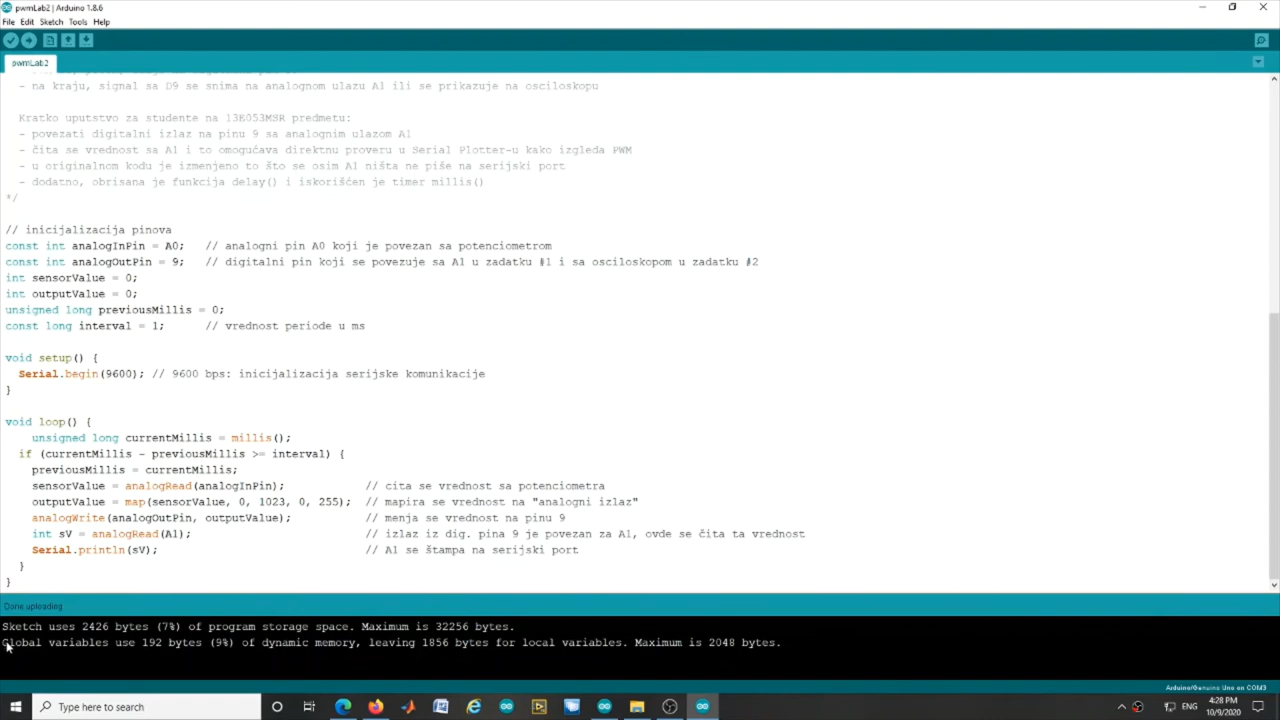 pwmLab2 | Arduino 1.8.6
File Edit Sketch Tools Help
pwmLab2
- na kraju, signal sa D9 se snima na analognom ulazu A1 ili se prikazuje na osciloskopu
Kratko uputstvo za studente na 13E053MSR predmetu:
- povezati digitalni izlaz na pinu 9 sa analognim ulazom A1
- čita se vrednost sa A1 i to omogućava direktnu proveru u Serial Plotter-u kako izgleda PWM
- u originalnom kodu je izmenjeno to što se osim A1 ništa ne piše na serijski port
- dodatno, obrisana je funkcija delay() i iskorišćen je timer millis()
*/
// inicijalizacija pinova
const int analogInPin = A0; // analogni pin A0 koji je povezan sa potenciometrom
const int analogOutPin = 9; // digitalni pin koji se povezuje sa A1 u zadatku #1 i sa osciloskopom u zadatku #2
int sensorValue = 0;
int outputValue = 0;
unsigned long previousMillis = 0;
const long interval = 1; // vrednost periode u ms
void setup() {
Serial.begin(9600); // 9600 bps: inicijalizacija serijske komunikacije
}
void loop() {
unsigned long currentMillis = millis();
if (currentMillis - previousMillis >= interval) {
previousMillis = currentMillis;
sensorValue = analogRead(analogInPin); // cita se vrednost sa potenciometra
outputValue = map(sensorValue, 0, 1023, 0, 255); // mapira se vrednost na "analogni izlaz"
analogWrite(analogOutPin, outputValue); // menja se vrednost na pinu 9
int sV = analogRead(A1); // izlaz iz dig. pina 9 je povezan za A1, ovde se čita ta vrednost
Serial.println(sV); // A1 se štampa na serijski port
}
}
Done uploading
Sketch uses 2426 bytes (7%) of program storage space. Maximum is 32256 bytes.
Global variables use 192 bytes (9%) of dynamic memory, leaving 1856 bytes for local variables. Maximum is 2048 bytes.
Arduino/Genuino Uno on COM3
Type here to search
ENG
4:28 PM
10/9/2020